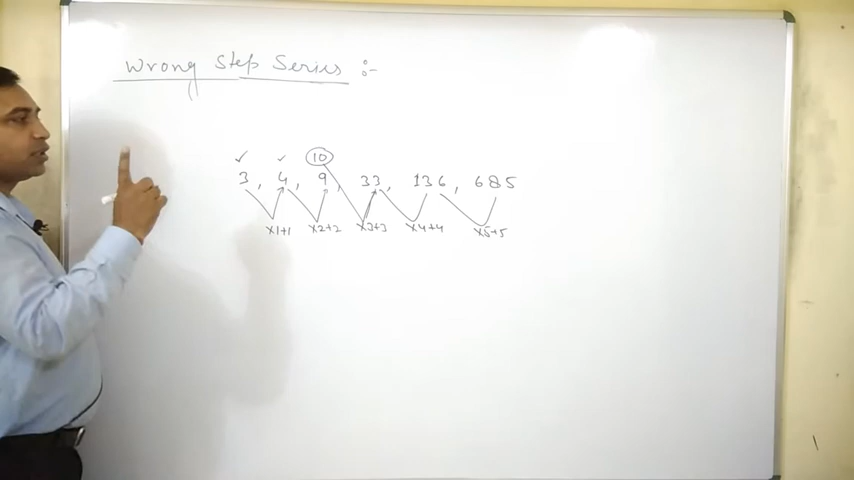 Wrong Step Series :-
10
3, 4, 9, 33, 136, 685
x1+1 x2+2 x3+3 x4+4 x5+5